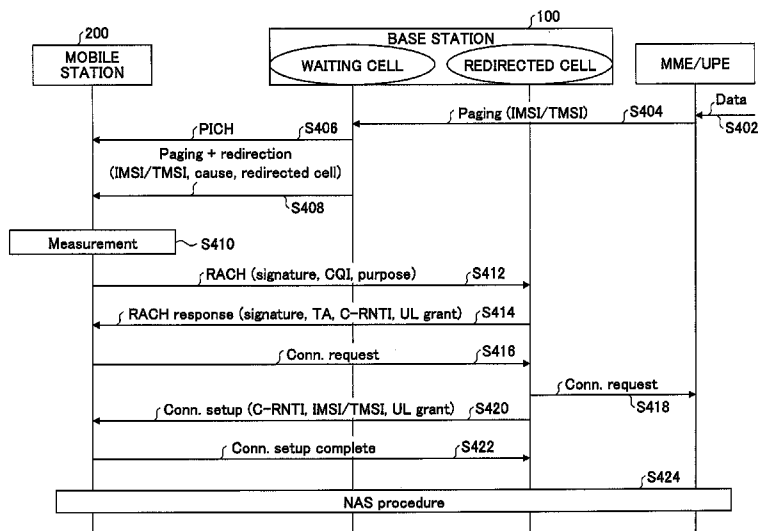 200
100
MOBILE
STATION
BASE STATION
WAITING CELL
REDIRECTED CELL
MME/UPE
Data
S402
Paging (IMSI/TMSI)
S404
PICH
S406
Paging + redirection
(IMSI/TMSI, cause, redirected cell)
S408
Measurement
S410
RACH (signature, CQI, purpose)
S412
RACH response (signature, TA, C-RNTI, UL grant)
S414
Conn. request
S416
Conn. request
S418
Conn. setup (C-RNTI, IMSI/TMSI, UL grant)
S420
Conn. setup complete
S422
S424
NAS procedure